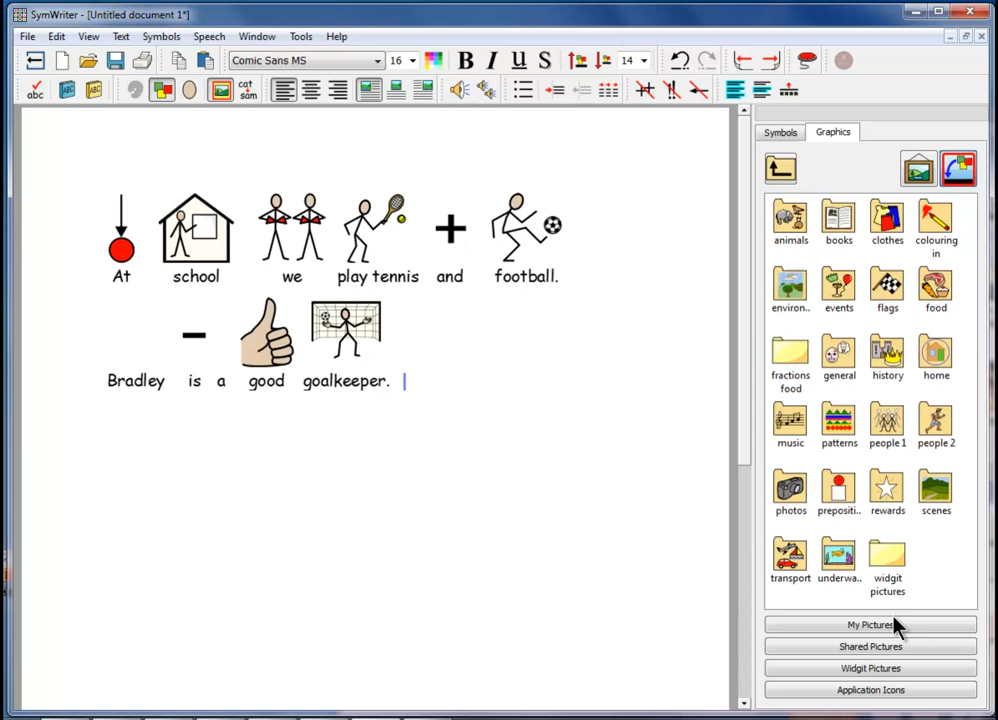 SymWriter - [Untitled document 1*]
File Edit View Text Symbols Speech Window Tools Help
Comic Sans MS 16 B I U S 14
abc cat sam
Symbols Graphics
At school we play tennis and football.
Bradley is a good goalkeeper.
animals books clothes colouring in
environ.. events flags food
fractions food general history home
music patterns people 1 people 2
photos prepositi.. rewards scenes
transport underwa.. widgit pictures
My Pictures
Shared Pictures
Widgit Pictures
Application Icons